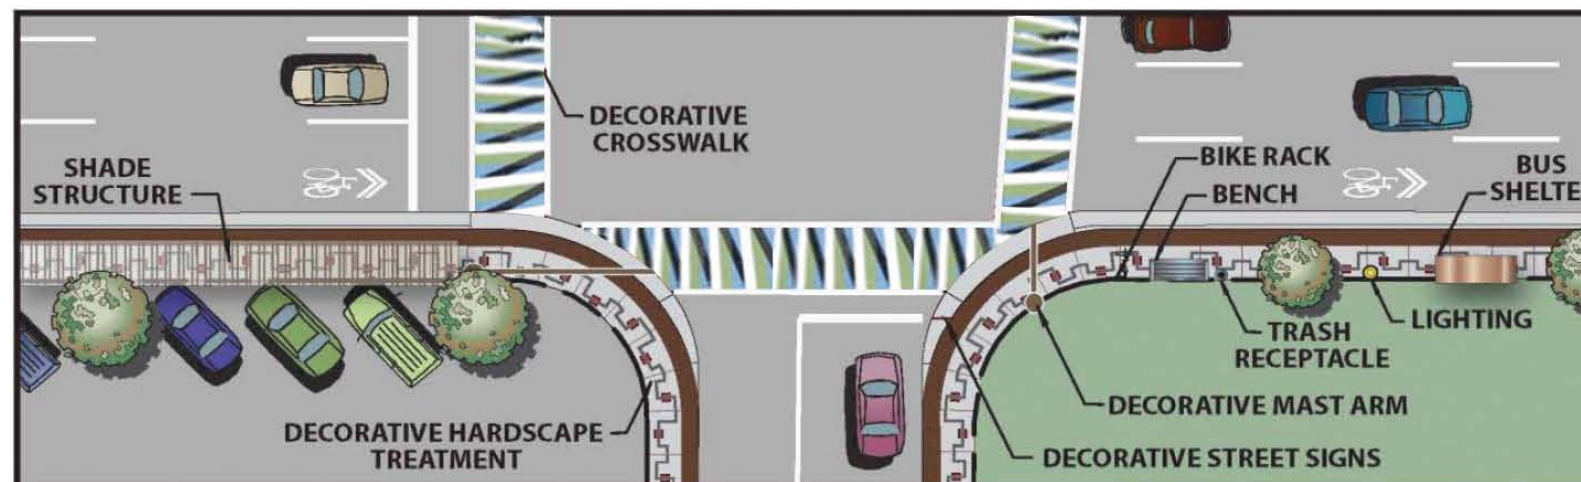 DECORATIVE
CROSSWALK
SHADE
STRUCTURE
BIKE RACK
BENCH
BUS
SHELTE
TRASH
RECEPTACLE
LIGHTING
DECORATIVE HARDSCAPE
TREATMENT
DECORATIVE MAST ARM
DECORATIVE STREET SIGNS